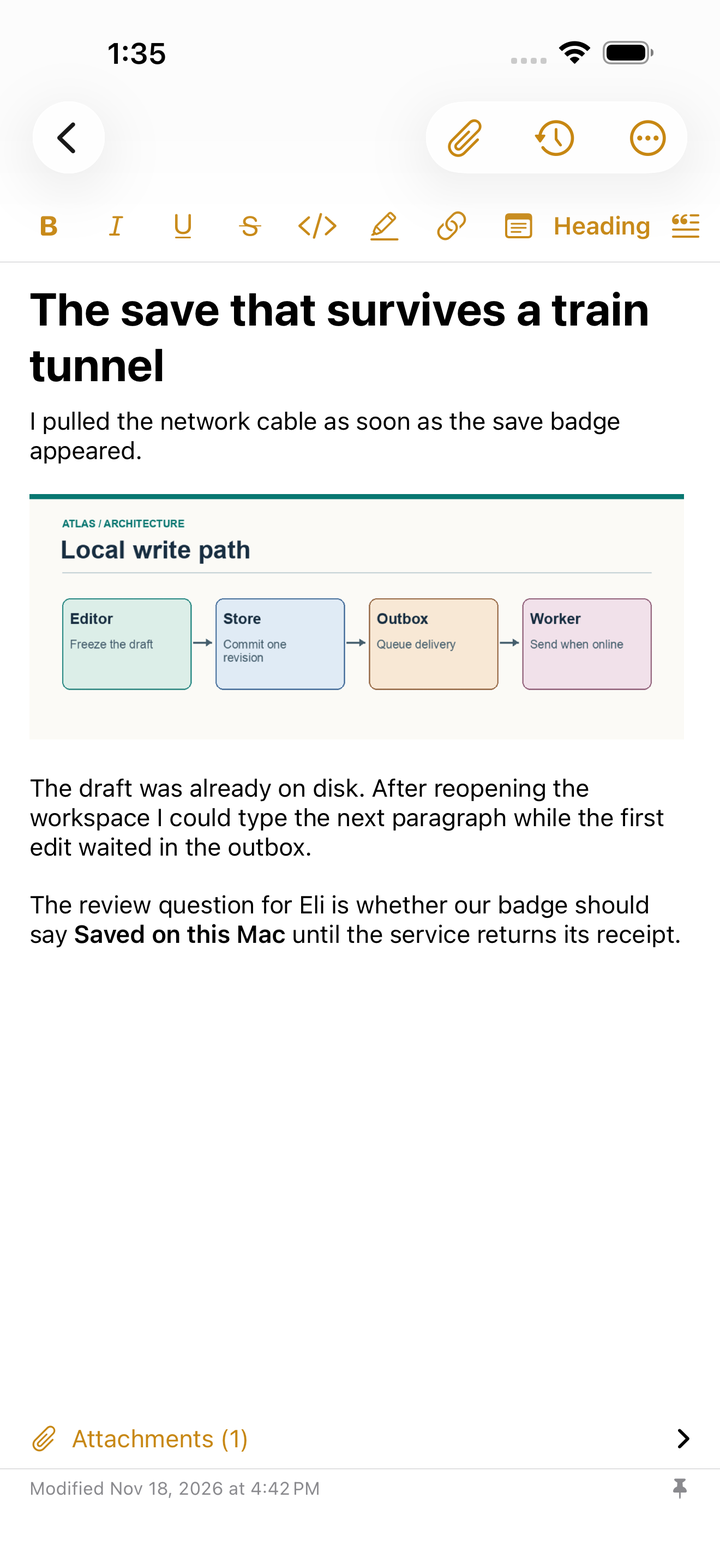 1:35
B I U S </> Heading
The save that survives a train
tunnel
I pulled the network cable as soon as the save badge
appeared.
ATLAS / ARCHITECTURE
Local write path
Editor
Freeze the draft
Store
Commit one
revision
Outbox
Queue delivery
Worker
Send when online
The draft was already on disk. After reopening the
workspace I could type the next paragraph while the first
edit waited in the outbox.
The review question for Eli is whether our badge should
say Saved on this Mac until the service returns its receipt.
Attachments (1)
Modified Nov 18, 2026 at 4:42 PM